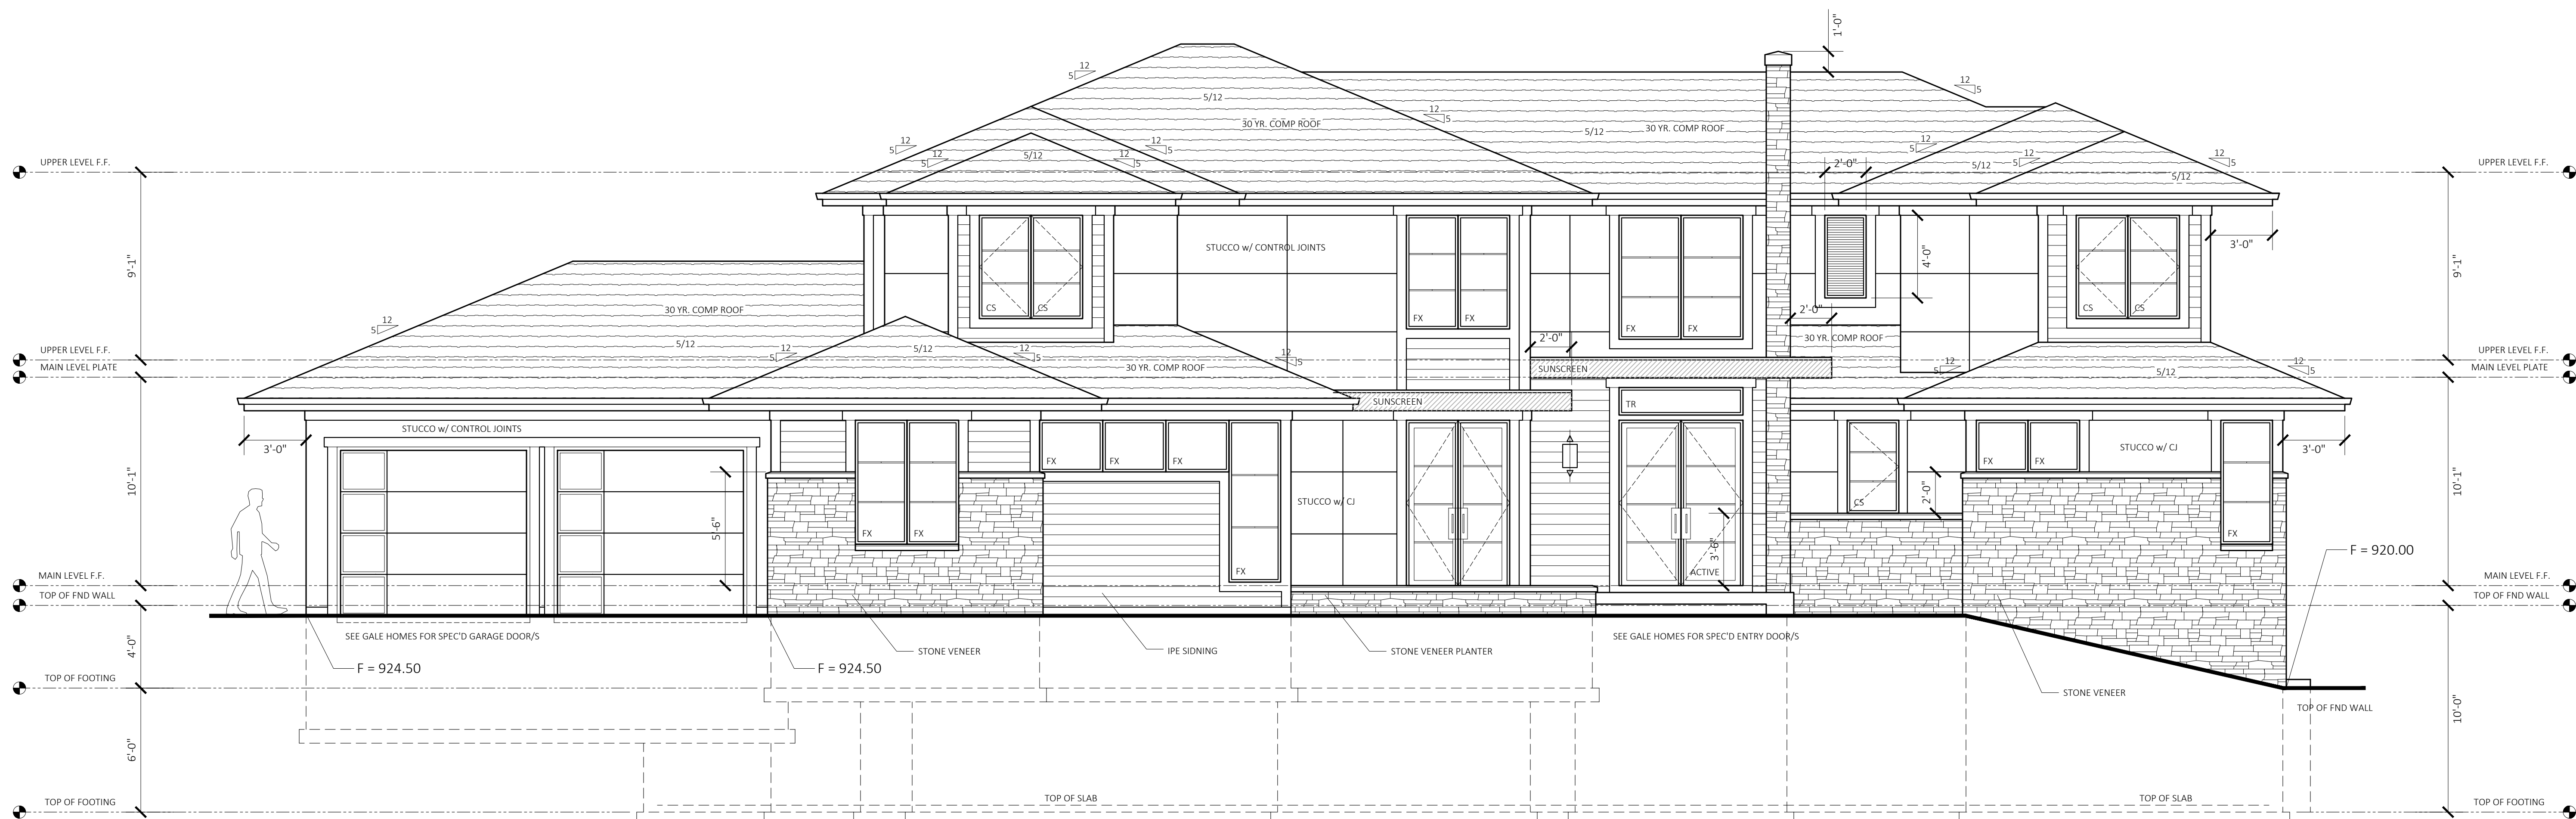 1'-0"
12
5
12
5
5/12
12
5
30 YR. COMP ROOF
5/12
30 YR. COMP ROOF
12
5
12
5
12
5
5/12
12
5
12
5
12
5
5/12
12
5
5/12
12
5
2'-0"
UPPER LEVEL F.F.
UPPER LEVEL F.F.
9'-1"
STUCCO w/ CONTROL JOINTS
4'-0"
3'-0"
9'-1"
CS
CS
FX
FX
FX
FX
CS
CS
30 YR. COMP ROOF
12
5
5/12
12
5
5/12
12
5
30 YR. COMP ROOF
12
5
2'-0"
2'-0"
30 YR. COMP ROOF
12
5
5/12
12
5
UPPER LEVEL F.F.
MAIN LEVEL PLATE
UPPER LEVEL F.F.
MAIN LEVEL PLATE
SUNSCREEN
SUNSCREEN
TR
STUCCO w/ CONTROL JOINTS
3'-0"
3'-0"
10'-1"
10'-1"
5'-6"
FX
FX
FX
FX
FX
FX
STUCCO w/ CJ
FX
FX
STUCCO w/ CJ
CS
2'-0"
FX
3'-6"
ACTIVE
F = 920.00
MAIN LEVEL F.F.
TOP OF FND WALL
MAIN LEVEL F.F.
TOP OF FND WALL
SEE GALE HOMES FOR SPEC'D GARAGE DOOR/S
SEE GALE HOMES FOR SPEC'D ENTRY DOOR/S
4'-0"
F = 924.50
F = 924.50
STONE VENEER
IPE SIDNING
STONE VENEER PLANTER
STONE VENEER
TOP OF FND WALL
TOP OF FOOTING
10'-0"
6'-0"
TOP OF FOOTING
TOP OF SLAB
TOP OF SLAB
TOP OF FOOTING